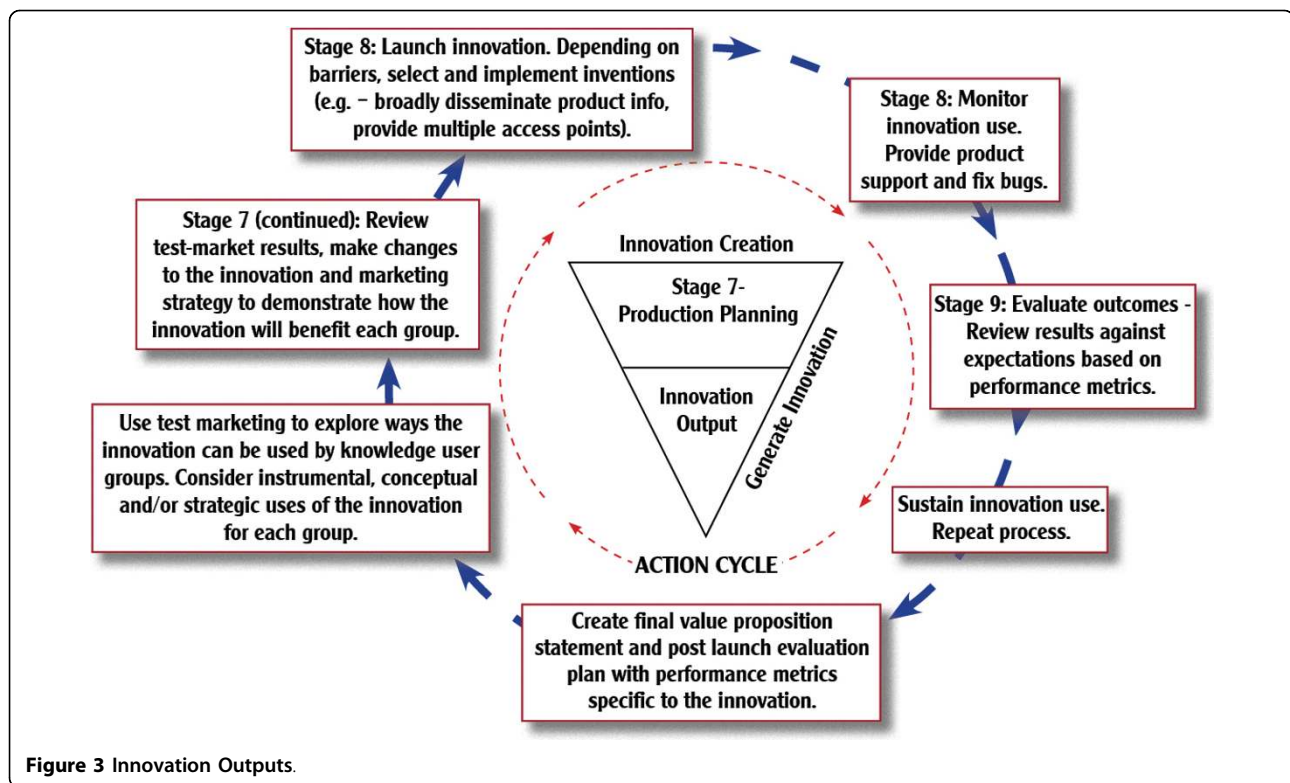 Stage 8: Launch innovation. Depending on
barriers, select and implement inventions
(e.g. – broadly disseminate product info,
provide multiple access points).
Stage 8: Monitor
innovation use.
Provide product
support and fix bugs.
Stage 9: Evaluate outcomes -
Review results against
expectations based on
performance metrics.
Sustain innovation use.
Repeat process.
Create final value proposition
statement and post launch evaluation
plan with performance metrics
specific to the innovation.
Use test marketing to explore ways the
innovation can be used by knowledge user
groups. Consider instrumental, conceptual
and/or strategic uses of the innovation
for each group.
Stage 7 (continued): Review
test-market results, make changes
to the innovation and marketing
strategy to demonstrate how the
innovation will benefit each group.
Innovation Creation
Stage 7-
Production Planning
Innovation
Output
Generate Innovation
ACTION CYCLE
Figure 3 Innovation Outputs.